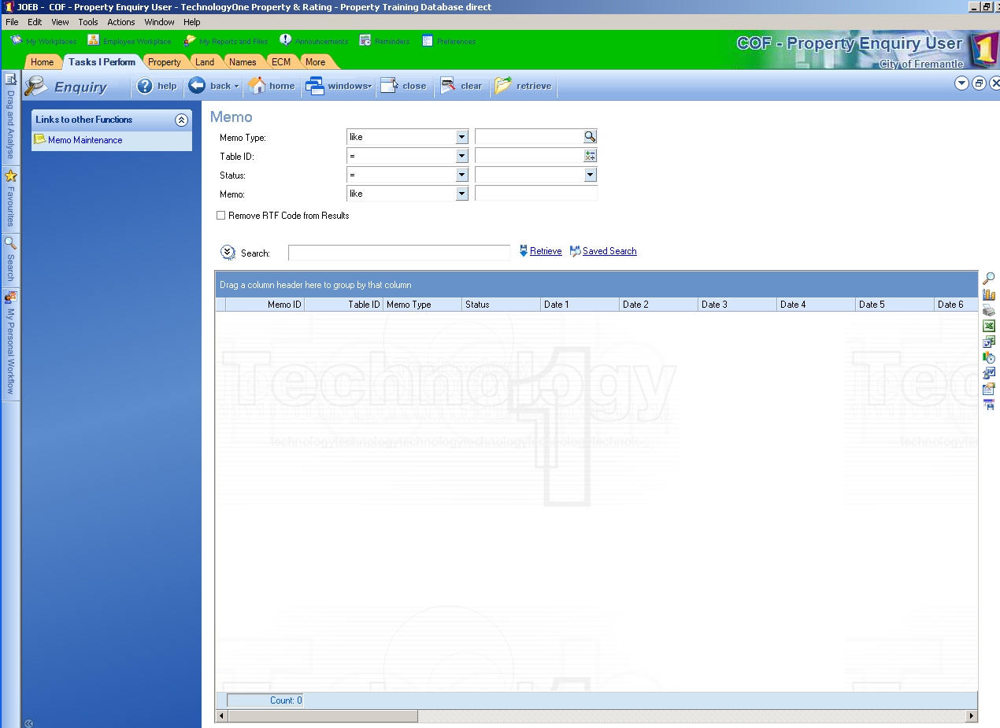 JOEB - COF - Property Enquiry User - TechnologyOne Property & Rating - Property Training Database direct
File Edit View Tools Actions Window Help
My Workplaces Employee Workplace My Reports and Files Announcements Reminders Preferences
COF - Property Enquiry User
City of Fremantle
Home Tasks I Perform Property Land Names ECM More
Enquiry help back home windows close clear retrieve
Drag and Analyse
Favourites
Search
My Personal Workflow
Links to other Functions
Memo Maintenance
Memo
Memo Type: like
Table ID: =
Status: =
Memo: like
Remove RTF Code from Results
Search: Retrieve Saved Search
Drag a column header here to group by that column
Memo ID Table ID Memo Type Status Date 1 Date 2 Date 3 Date 4 Date 5 Date 6
Technology
1
technologytechnologytechnologytechnologytechnology
Count: 0